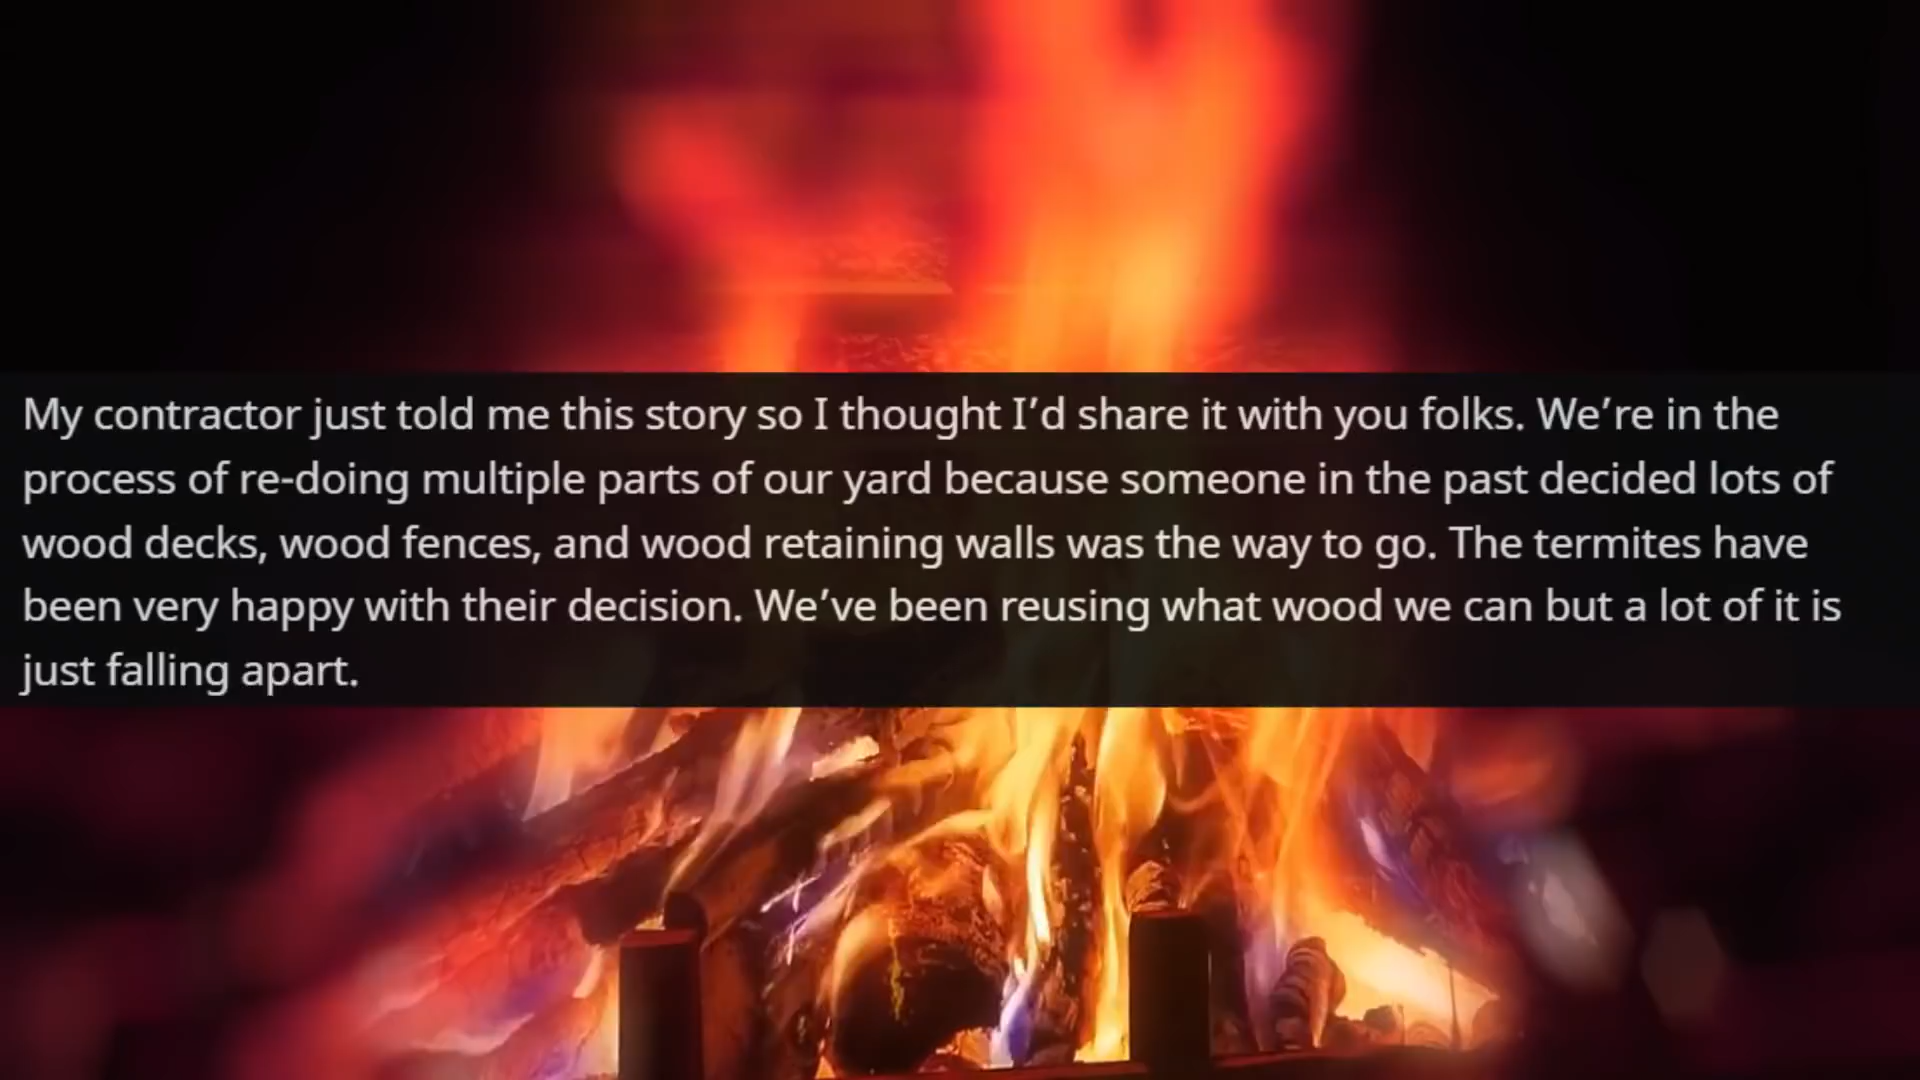 My contractor just told me this story so I thought I’d share it with you folks. We’re in the
process of re-doing multiple parts of our yard because someone in the past decided lots of
wood decks, wood fences, and wood retaining walls was the way to go. The termites have
been very happy with their decision. We’ve been reusing what wood we can but a lot of it is
just falling apart.